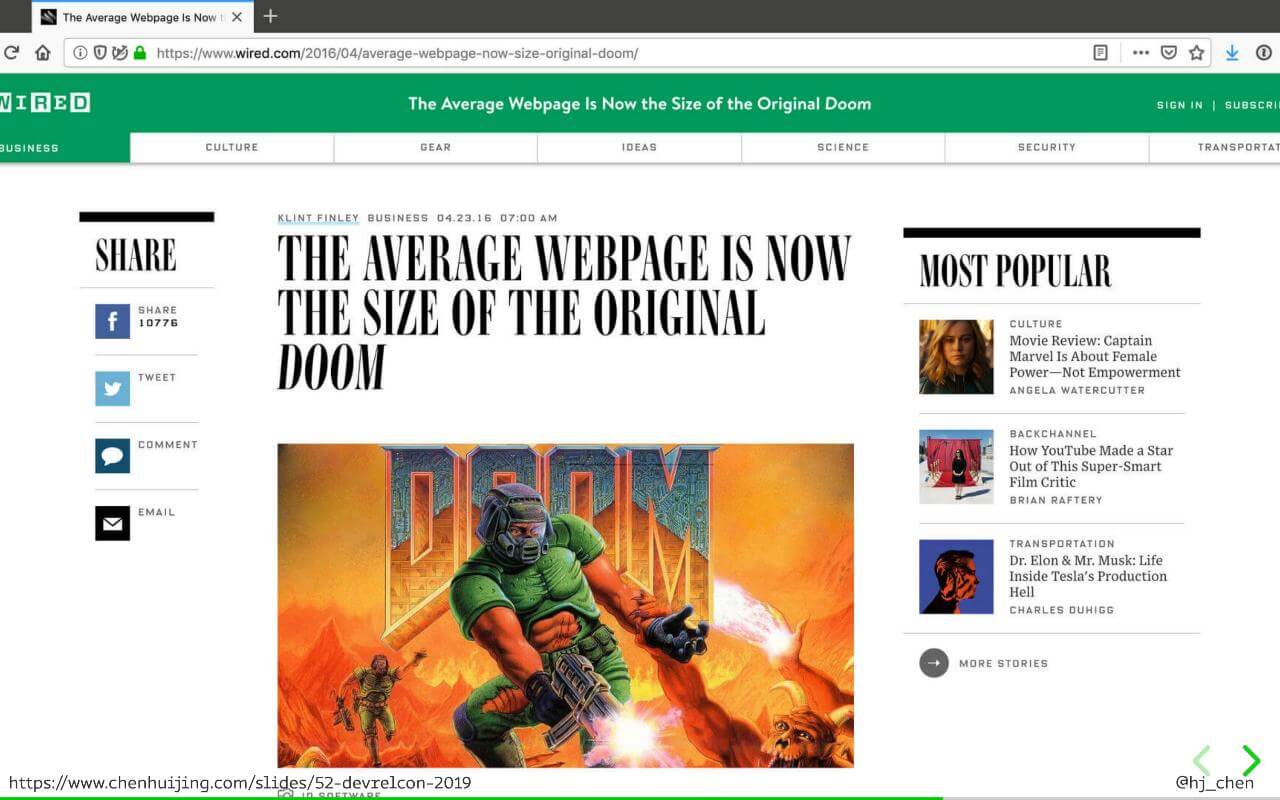 The Average Webpage Is Now
https://www.wired.com/2016/04/average-webpage-now-size-original-doom/
WIRED
The Average Webpage Is Now the Size of the Original Doom
SIGN IN | SUBSCRI
BUSINESS
CULTURE
GEAR
IDEAS
SCIENCE
SECURITY
TRANSPORTAT
SHARE
SHARE
10776
TWEET
COMMENT
EMAIL
KLINT FINLEY BUSINESS 04.23.16 07:00 AM
THE AVERAGE WEBPAGE IS NOW
THE SIZE OF THE ORIGINAL
DOOM
DOOM
ID SOFTWARE
MOST POPULAR
CULTURE
Movie Review: Captain
Marvel Is About Female
Power—Not Empowerment
ANGELA WATERCUTTER
BACKCHANNEL
How YouTube Made a Star
Out of This Super-Smart
Film Critic
BRIAN RAFTERY
TRANSPORTATION
Dr. Elon & Mr. Musk: Life
Inside Tesla's Production
Hell
CHARLES DUHIGG
MORE STORIES
https://www.chenhuijing.com/slides/52-devrelcon-2019
@hj_chen